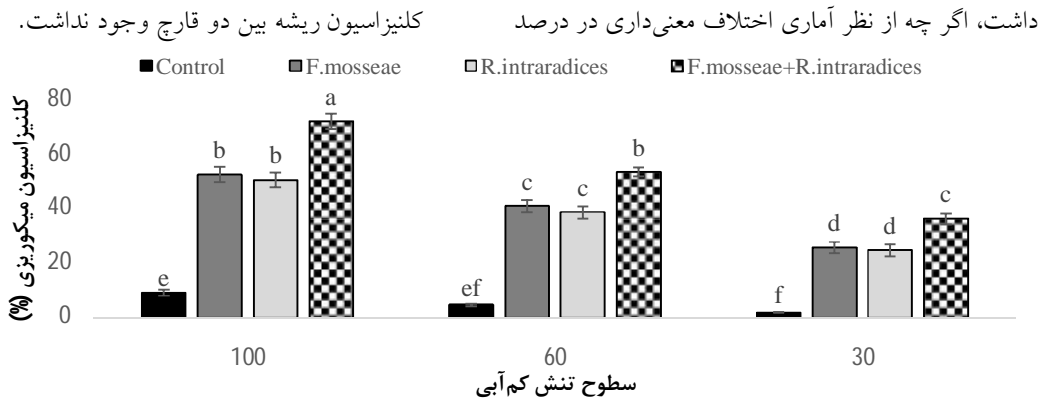 داشت، اگر چه از نظر آماری اختلاف معنی‌داری در درصد
کلنیزاسیون ریشه بین دو قارچ وجود نداشت.
Control F.mosseae R.intraradices F.mosseae+R.intraradices
کلنیزاسیون میکوریزی (%)
80
60
40
20
0
e b b a
ef c c b
f d d c
100 60 30
سطوح تنش کم‌آبی